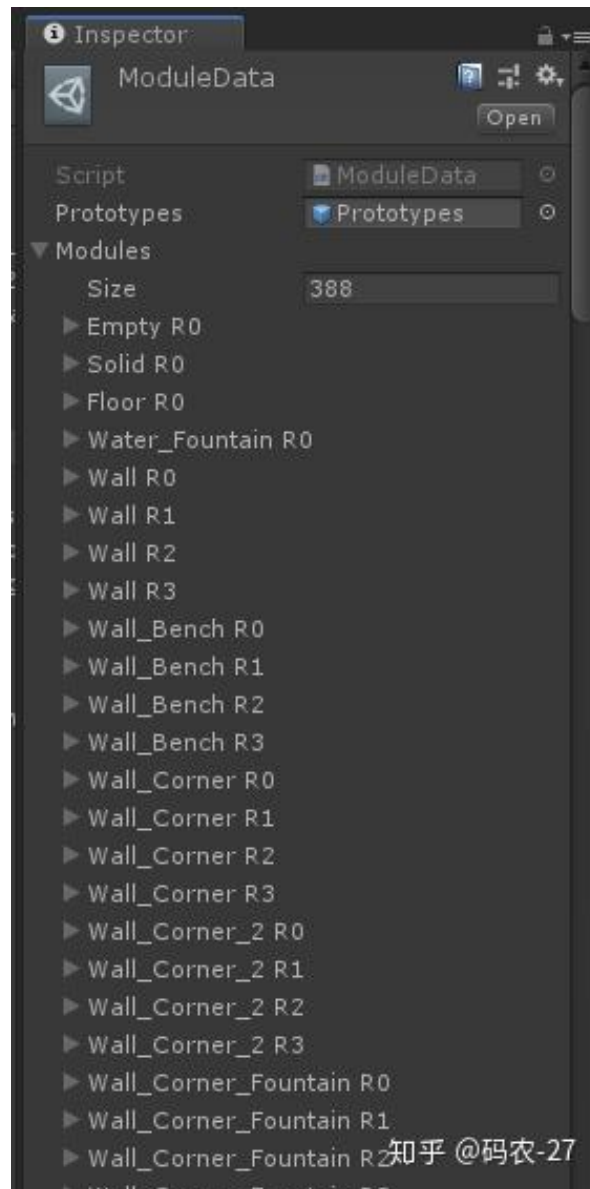 Inspector
ModuleData
Open
Script ModuleData
Prototypes Prototypes
Modules
Size 388
Empty R0
Solid R0
Floor R0
Water_Fountain R0
Wall R0
Wall R1
Wall R2
Wall R3
Wall_Bench R0
Wall_Bench R1
Wall_Bench R2
Wall_Bench R3
Wall_Corner R0
Wall_Corner R1
Wall_Corner R2
Wall_Corner R3
Wall_Corner_2 R0
Wall_Corner_2 R1
Wall_Corner_2 R2
Wall_Corner_2 R3
Wall_Corner_Fountain R0
Wall_Corner_Fountain R1
Wall_Corner_Fountain R2
知乎 @码农-27